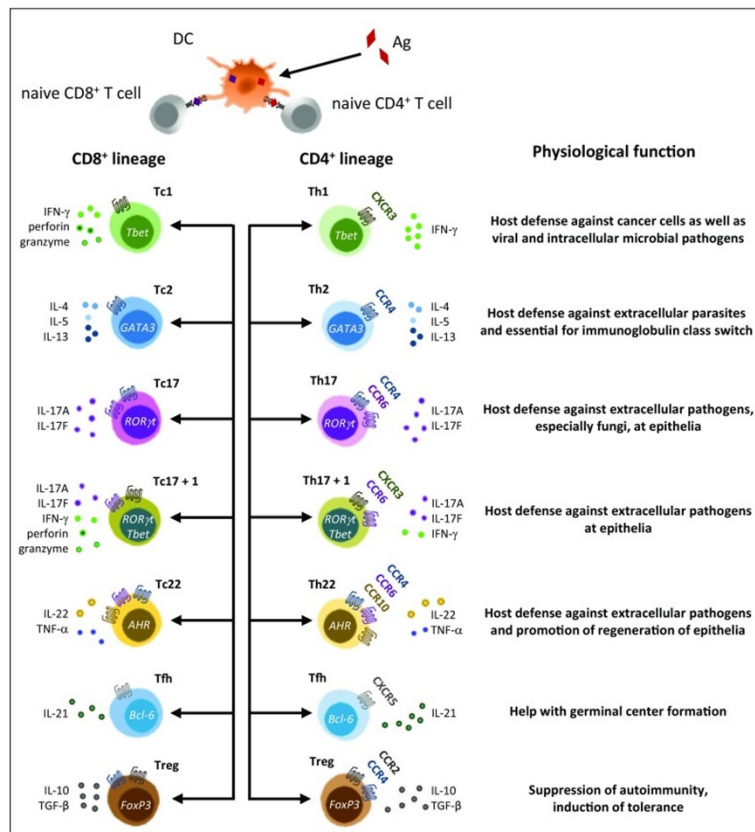 DC
Ag
naive CD8+ T cell
naive CD4+ T cell
CD8+ lineage
CD4+ lineage
Physiological function
Tc1
IFN-γ
perforin
granzyme
Tbet
Th1
CXCR3
Tbet
IFN-γ
Host defense against cancer cells as well as
viral and intracellular microbial pathogens
Tc2
IL-4
IL-5
IL-13
GATA3
Th2
CCR4
GATA3
IL-4
IL-5
IL-13
Host defense against extracellular parasites
and essential for immunoglobulin class switch
Tc17
IL-17A
IL-17F
RORγt
Th17
CCR4
CCR6
RORγt
IL-17A
IL-17F
Host defense against extracellular pathogens,
especially fungi, at epithelia
Tc17 + 1
IL-17A
IL-17F
IFN-γ
perforin
granzyme
RORγt
Tbet
Th17 + 1
CXCR3
CCR6
RORγt
Tbet
IL-17A
IL-17F
IFN-γ
Host defense against extracellular pathogens
at epithelia
Tc22
IL-22
TNF-α
AHR
Th22
CCR4
CCR6
CCR10
AHR
IL-22
TNF-α
Host defense against extracellular pathogens
and promotion of regeneration of epithelia
Tfh
IL-21
Bcl-6
Tfh
CXCR5
Bcl-6
IL-21
Help with germinal center formation
Treg
IL-10
TGF-β
FoxP3
Treg
CCR2
CCR4
FoxP3
IL-10
TGF-β
Suppression of autoimmunity,
induction of tolerance